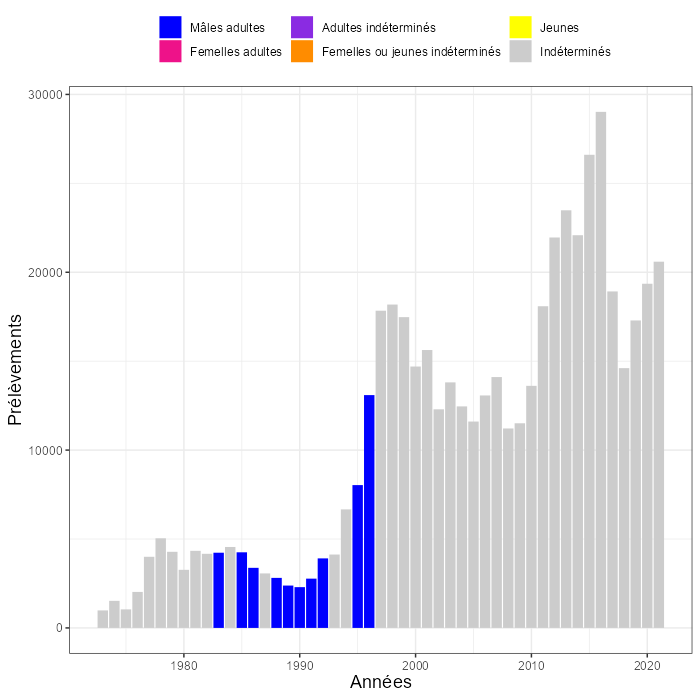 Mâles adultes
Adultes indéterminés
Jeunes
Femelles adultes
Femelles ou jeunes indéterminés
Indéterminés
30000
20000
10000
0
Prélèvements
1980
1990
2000
2010
2020
Années